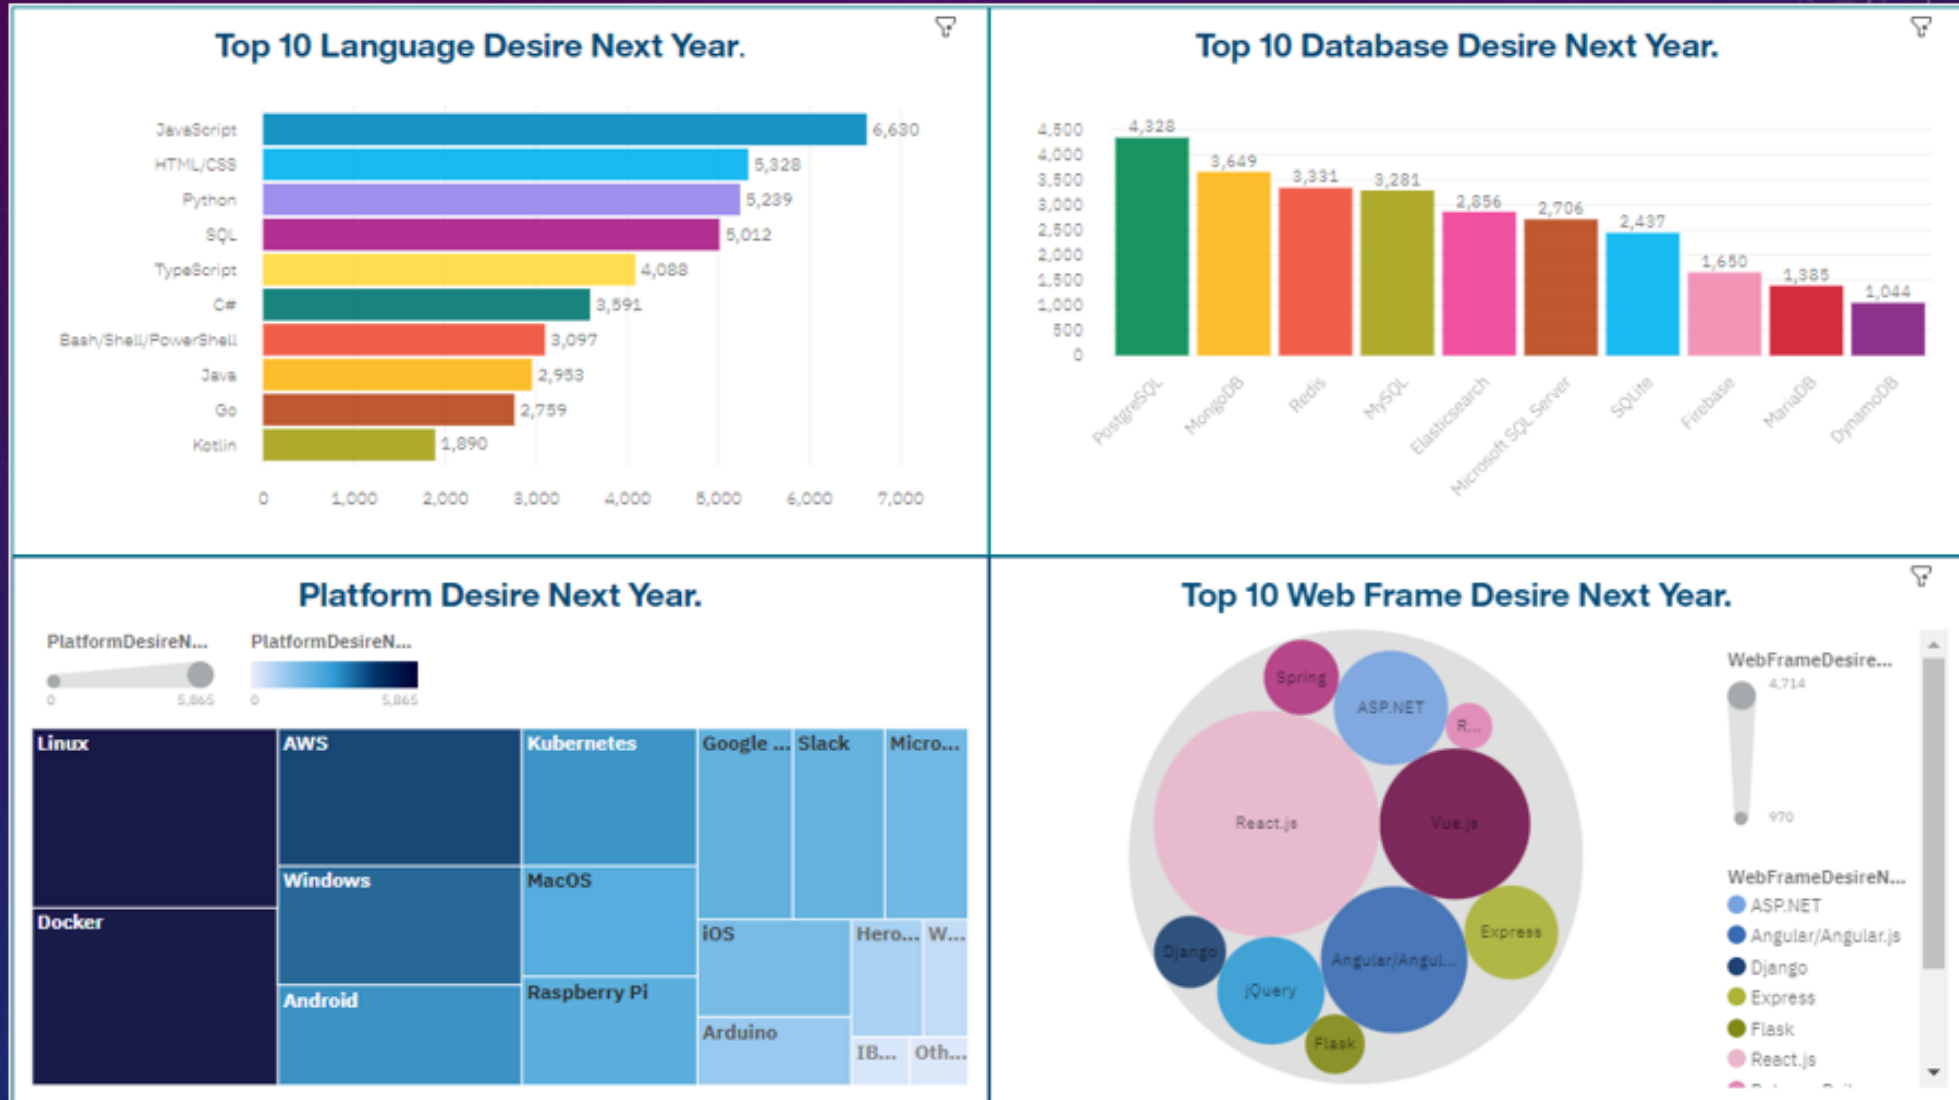 Top 10 Language Desire Next Year.
JavaScript
6,630
HTML/CSS
5,328
Python
5,239
SQL
5,012
TypeScript
4,088
C#
3,591
Bash/Shell/PowerShell
3,097
Java
2,953
Go
2,759
Kotlin
1,890
0 1,000 2,000 3,000 4,000 5,000 6,000 7,000
Top 10 Database Desire Next Year.
4,500
4,000
3,500
3,000
2,500
2,000
1,500
1,000
500
0
4,328
3,649
3,331
3,281
2,856
2,706
2,437
1,650
1,385
1,044
PostgreSQL
MongoDB
Redis
MySQL
Elasticsearch
Microsoft SQL Server
SQLite
Firebase
MariaDB
DynamoDB
Platform Desire Next Year.
PlatformDesireN...
0 5,865
PlatformDesireN...
0 5,865
Linux
Docker
AWS
Windows
Android
Kubernetes
MacOS
Raspberry Pi
Google ...
Slack
Micro...
iOS
Arduino
Hero...
W...
IB...
Oth...
Top 10 Web Frame Desire Next Year.
Spring
ASP.NET
R...
React.js
Vue.js
Express
Django
Angular/Angul...
jQuery
Flask
WebFrameDesire...
4,714
970
WebFrameDesireN...
ASP.NET
Angular/Angular.js
Django
Express
Flask
React.js